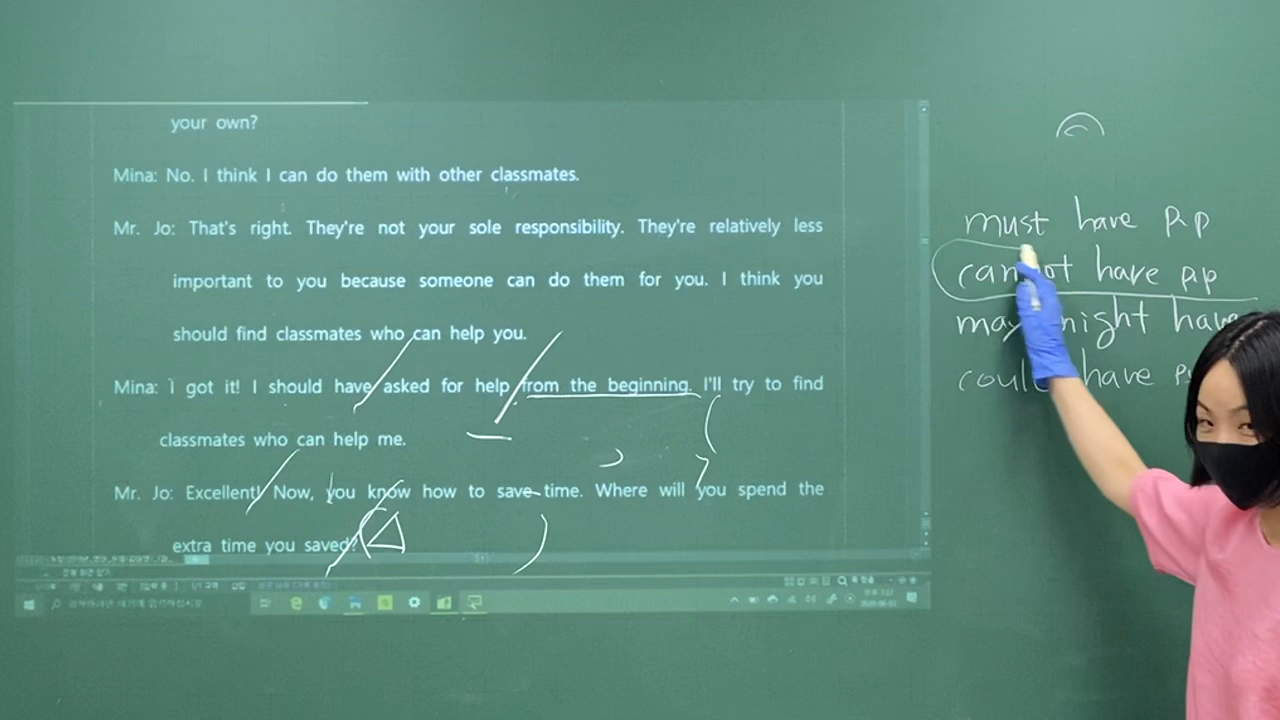 your own?
Mina: No. I think I can do them with other classmates.
Mr. Jo: That's right. They're not your sole responsibility. They're relatively less
important to you because someone can do them for you. I think you
should find classmates who can help you.
Mina: I got it! I should have asked for help from the beginning. I'll try to find
classmates who can help me.
Mr. Jo: Excellent! Now, you know how to save time. Where will you spend the
extra time you saved?
must have p.p
cannot have p.p
may might have
could have p.